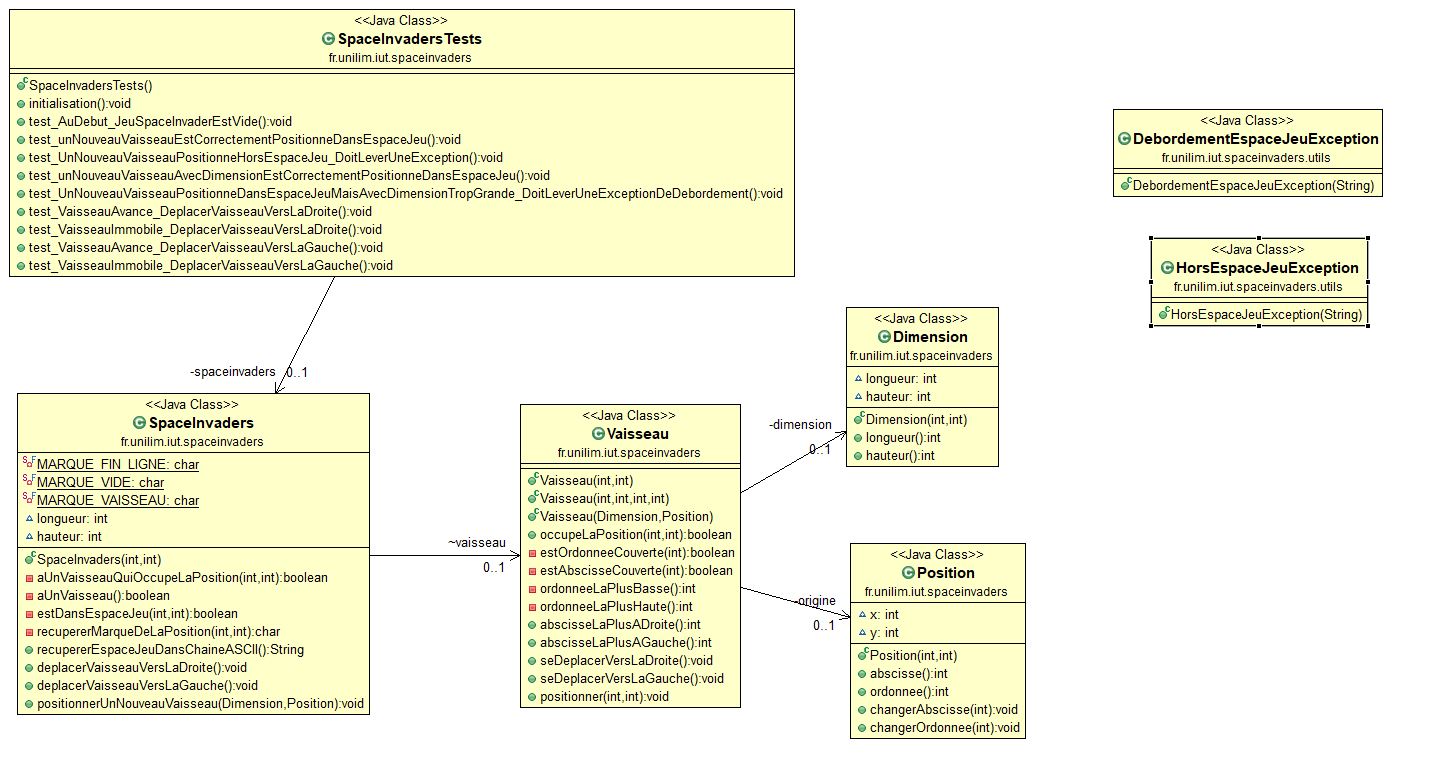 <<Java Class>>
SpaceInvadersTests
fr.unilim.iut.spaceinvaders
SpaceInvadersTests()
initialisation():void
test_AuDebut_JeuSpaceInvaderEstVide():void
test_unNouveauVaisseauEstCorrectementPositionneDansEspaceJeu():void
test_UnNouveauVaisseauPositionneHorsEspaceJeu_DoitLeverUneException():void
test_unNouveauVaisseauAvecDimensionEstCorrectementPositionneDansEspaceJeu():void
test_UnNouveauVaisseauPositionneDansEspaceJeuMaisAvecDimensionTropGrande_DoitLeverUneExceptionDeDebordement():void
test_VaisseauAvance_DeplacerVaisseauVersLaDroite():void
test_VaisseauImmobile_DeplacerVaisseauVersLaDroite():void
test_VaisseauAvance_DeplacerVaisseauVersLaGauche():void
test_VaisseauImmobile_DeplacerVaisseauVersLaGauche():void
<<Java Class>>
DebordementEspaceJeuException
fr.unilim.iut.spaceinvaders.utils
DebordementEspaceJeuException(String)
<<Java Class>>
HorsEspaceJeuException
fr.unilim.iut.spaceinvaders.utils
HorsEspaceJeuException(String)
-spaceinvaders 0..1
<<Java Class>>
SpaceInvaders
fr.unilim.iut.spaceinvaders
MARQUE_FIN_LIGNE: char
MARQUE_VIDE: char
MARQUE_VAISSEAU: char
longueur: int
hauteur: int
SpaceInvaders(int,int)
aUnVaisseauQuiOccupeLaPosition(int,int):boolean
aUnVaisseau():boolean
estDansEspaceJeu(int,int):boolean
recupererMarqueDeLaPosition(int,int):char
recupererEspaceJeuDansChaineASCII():String
deplacerVaisseauVersLaDroite():void
deplacerVaisseauVersLaGauche():void
positionnerUnNouveauVaisseau(Dimension,Position):void
~vaisseau
0..1
<<Java Class>>
Vaisseau
fr.unilim.iut.spaceinvaders
Vaisseau(int,int)
Vaisseau(int,int,int,int)
Vaisseau(Dimension,Position)
occupeLaPosition(int,int):boolean
estOrdonneeCouverte(int):boolean
estAbscisseCouverte(int):boolean
ordonneeLaPlusBasse():int
ordonneeLaPlusHaute():int
abscisseLaPlusADroite():int
abscisseLaPlusAGauche():int
seDeplacerVersLaDroite():void
seDeplacerVersLaGauche():void
positionner(int,int):void
-dimension
0..1
<<Java Class>>
Dimension
fr.unilim.iut.spaceinvaders
longueur: int
hauteur: int
Dimension(int,int)
longueur():int
hauteur():int
-origine
0..1
<<Java Class>>
Position
fr.unilim.iut.spaceinvaders
x: int
y: int
Position(int,int)
abscisse():int
ordonnee():int
changerAbscisse(int):void
changerOrdonnee(int):void